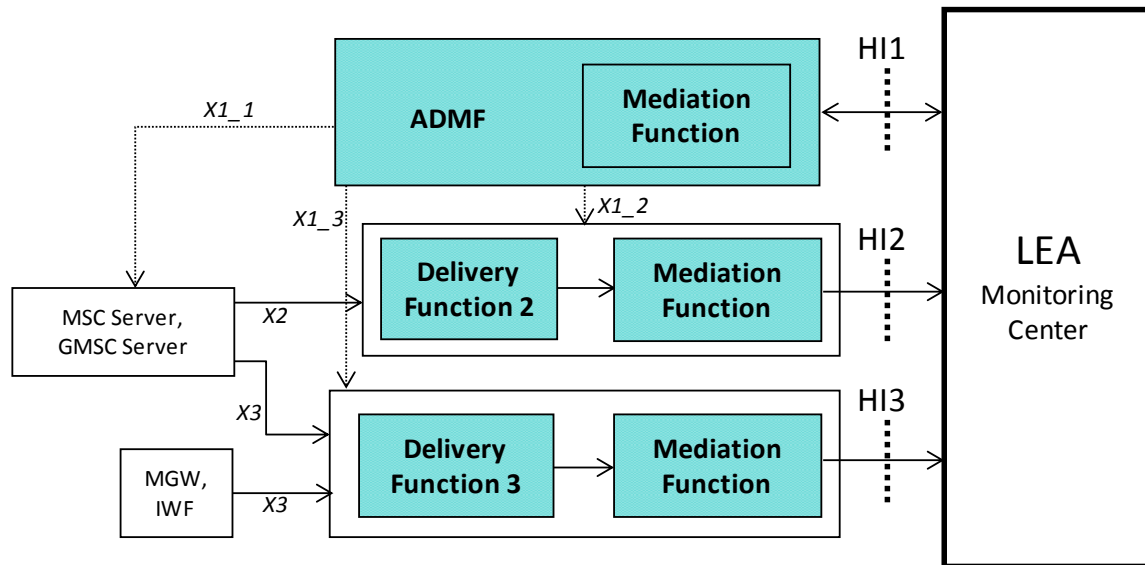 HI1
X1_1
ADMF
Mediation
Function
X1_3
X1_2
HI2
LEA
Monitoring
Center
Delivery
Function 2
Mediation
Function
MSC Server,
GMSC Server
X2
X3
HI3
Delivery
Function 3
Mediation
Function
MGW,
IWF
X3